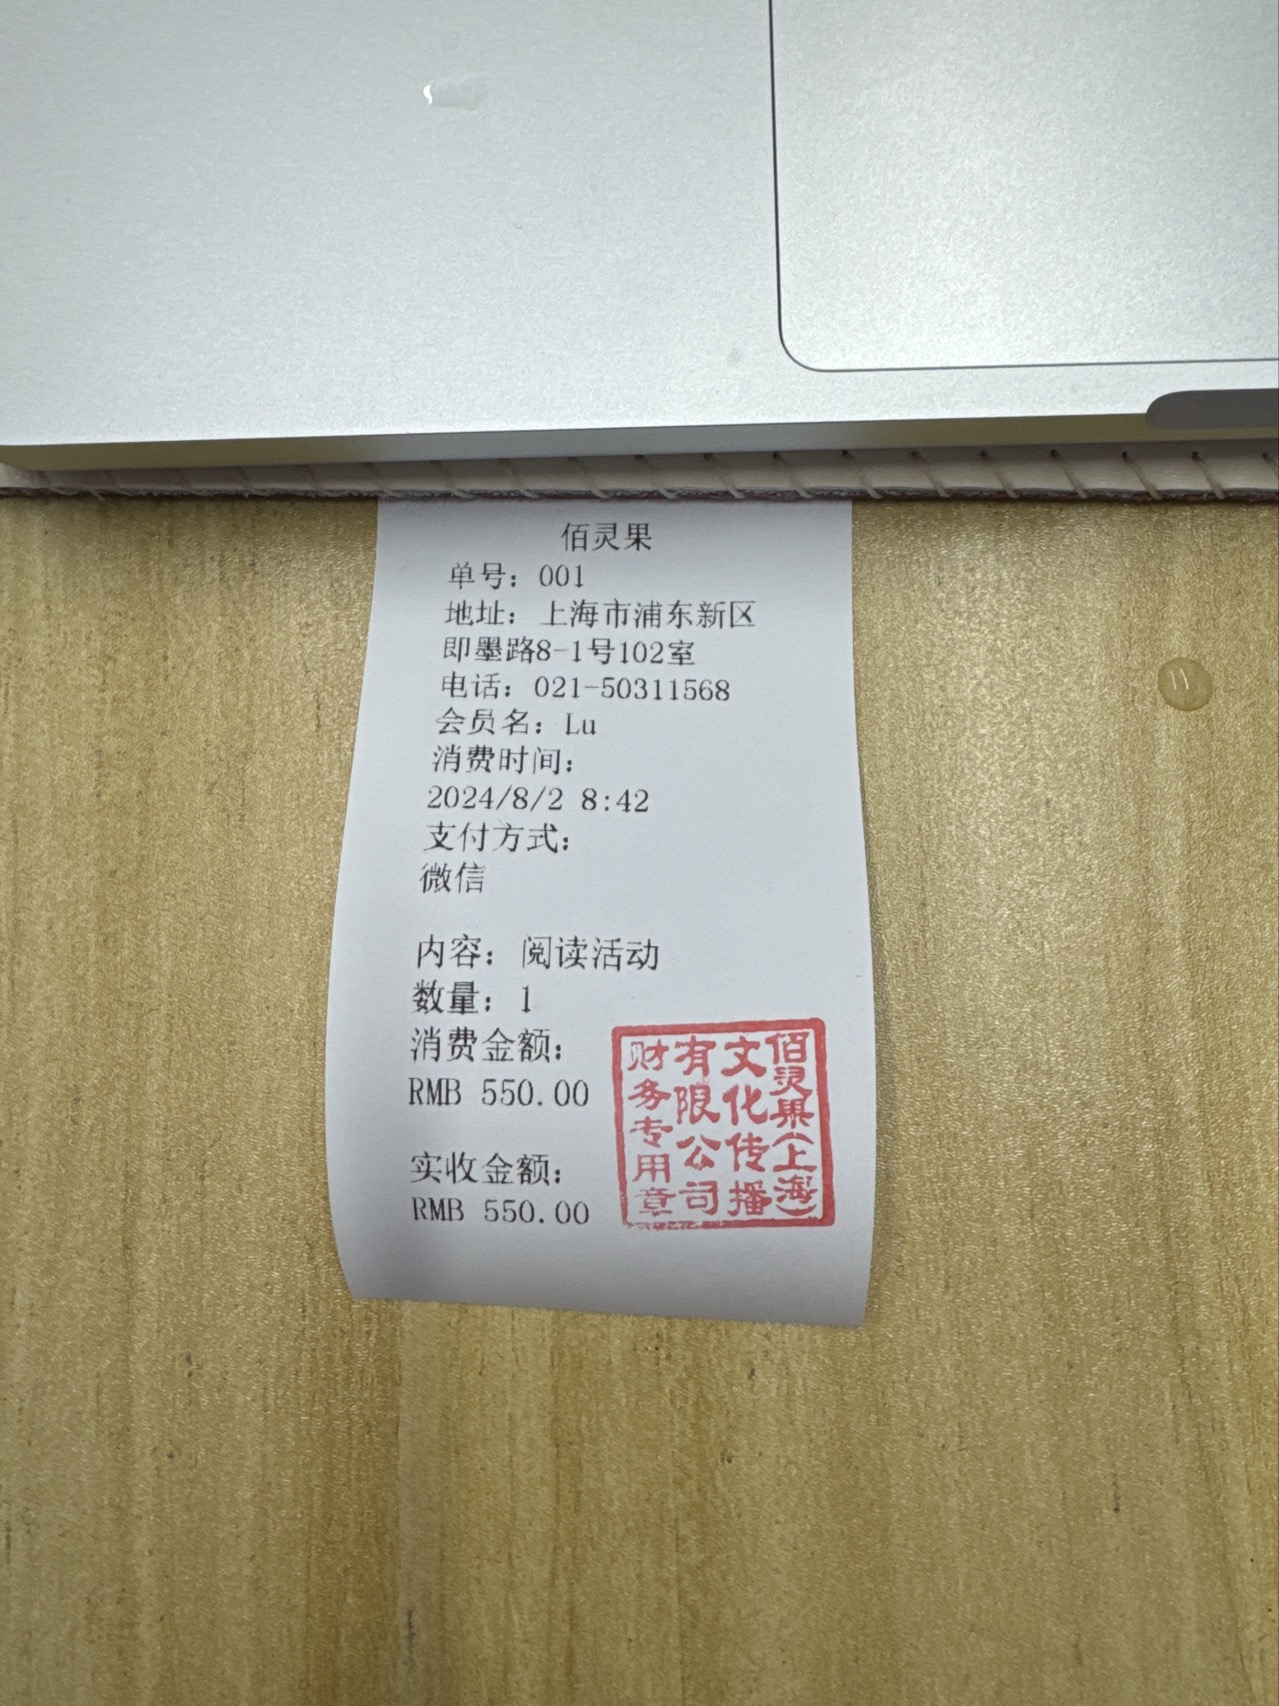 佰灵果
单号：001
地址：上海市浦东新区
即墨路8-1号102室
电话：021-50311568
会员名：Lu
消费时间：
2024/8/2 8:42
支付方式：
微信
内容：阅读活动
数量：1
消费金额：
RMB 550.00
实收金额：
RMB 550.00
佰灵果（上海）
文化传播
有限公司
财务专用章